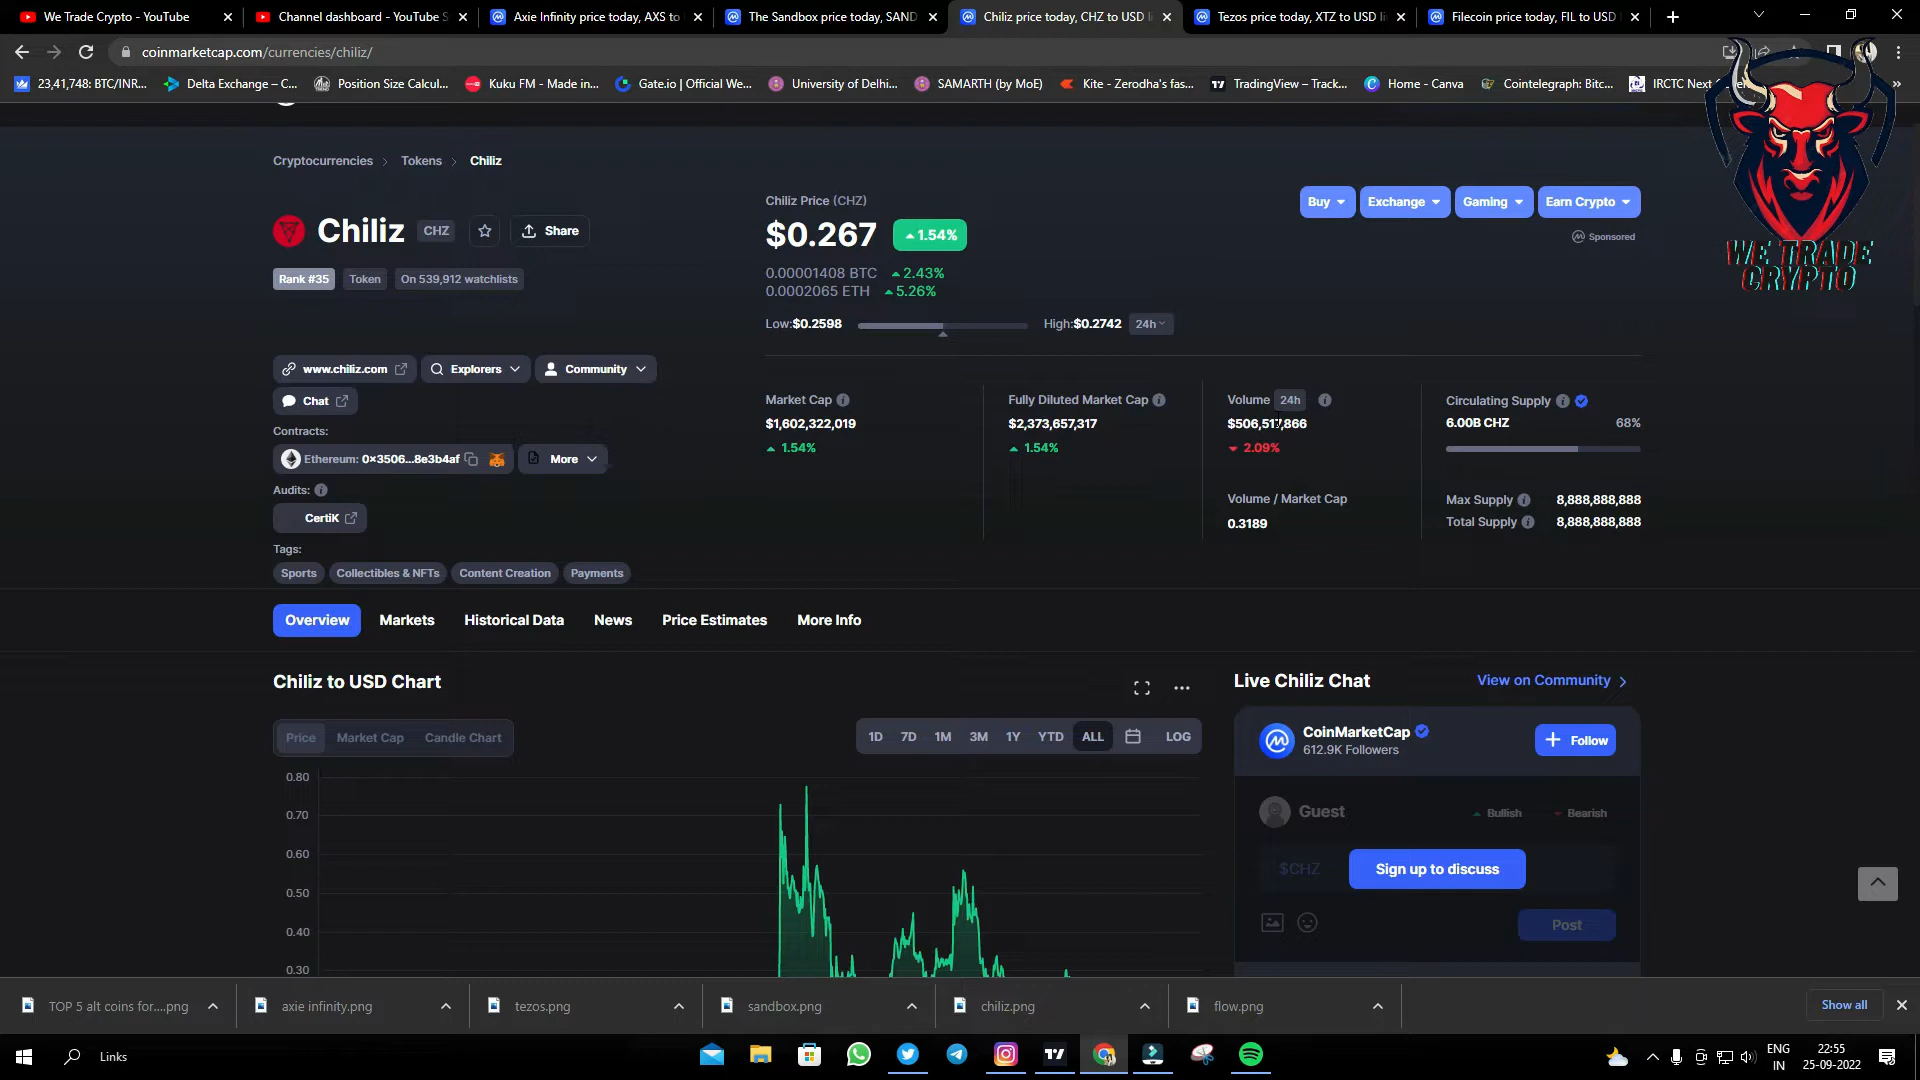 We Trade Crypto - YouTube
Channel dashboard - YouTube S
Axie Infinity price today, AXS to
The Sandbox price today, SAND
Chiliz price today, CHZ to USD li
Tezos price today, XTZ to USD li
Filecoin price today, FIL to USD
coinmarketcap.com/currencies/chiliz/
23,41,748: BTC/INR...
Delta Exchange – C...
Position Size Calcul...
Kuku FM - Made in...
Gate.io | Official We...
University of Delhi...
SAMARTH (by MoE)
Kite - Zerodha's fas...
TradingView – Track...
Home - Canva
Cointelegraph: Bitc...
IRCTC Next
WE TRADE
CRYPTO
Cryptocurrencies
Tokens
Chiliz
Chiliz
CHZ
Share
Rank #35
Token
On 539,912 watchlists
Chiliz Price (CHZ)
$0.267
1.54%
0.00001408 BTC
2.43%
0.0002065 ETH
5.26%
Low:$0.2598
High:$0.2742
24h
Buy
Exchange
Gaming
Earn Crypto
Sponsored
www.chiliz.com
Explorers
Community
Chat
Contracts:
Ethereum: 0x3506...8e3b4af
More
Audits:
CertiK
Tags:
Sports
Collectibles & NFTs
Content Creation
Payments
Market Cap
$1,602,322,019
1.54%
Fully Diluted Market Cap
$2,373,657,317
1.54%
Volume 24h
$506,517,866
2.09%
Volume / Market Cap
0.3189
Circulating Supply
6.00B CHZ
68%
Max Supply
8,888,888,888
Total Supply
8,888,888,888
Overview
Markets
Historical Data
News
Price Estimates
More Info
Chiliz to USD Chart
Price
Market Cap
Candle Chart
1D
7D
1M
3M
1Y
YTD
ALL
LOG
0.80
0.70
0.60
0.50
0.40
0.30
Live Chiliz Chat
View on Community
CoinMarketCap
612.9K Followers
Follow
Guest
Bullish
Bearish
$CHZ
Sign up to discuss
Post
TOP 5 alt coins for....png
axie infinity.png
tezos.png
sandbox.png
chiliz.png
flow.png
Show all
Links
ENG
IN
22:55
25-09-2022